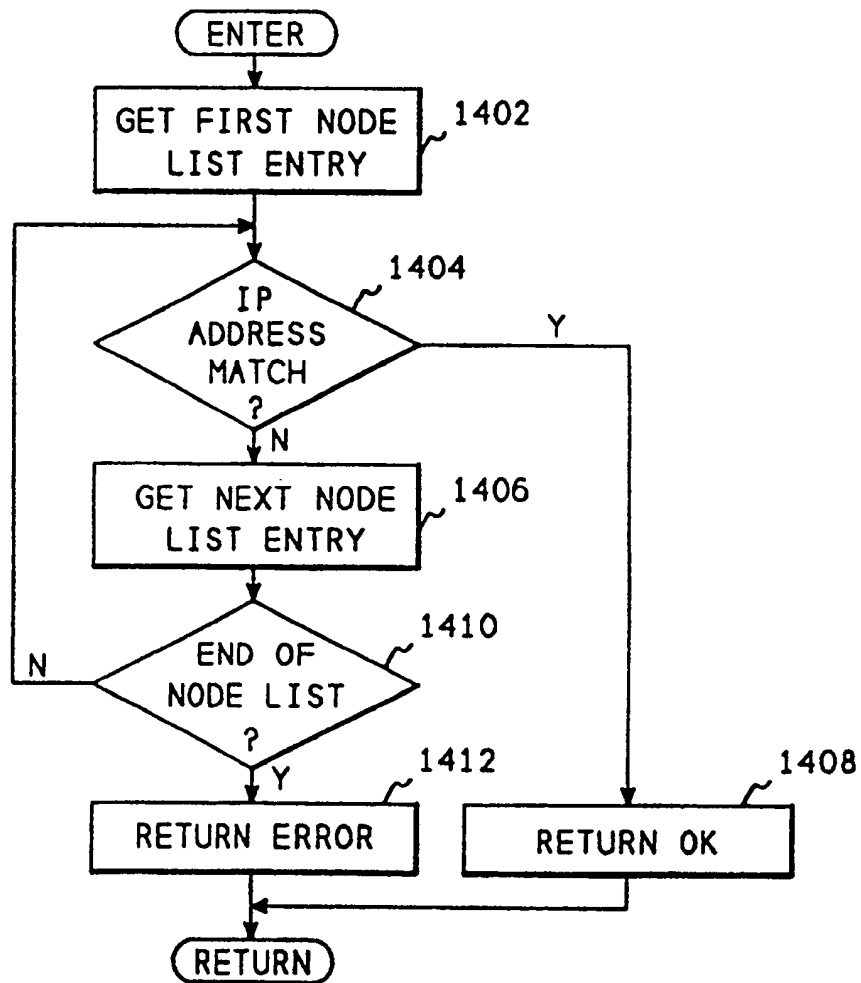 ENTER
GET FIRST NODE
LIST ENTRY
1402
1404
IP
ADDRESS
MATCH
?
Y
N
GET NEXT NODE
LIST ENTRY
1406
1410
END OF
NODE LIST
?
N
Y
1412
RETURN ERROR
1408
RETURN OK
RETURN